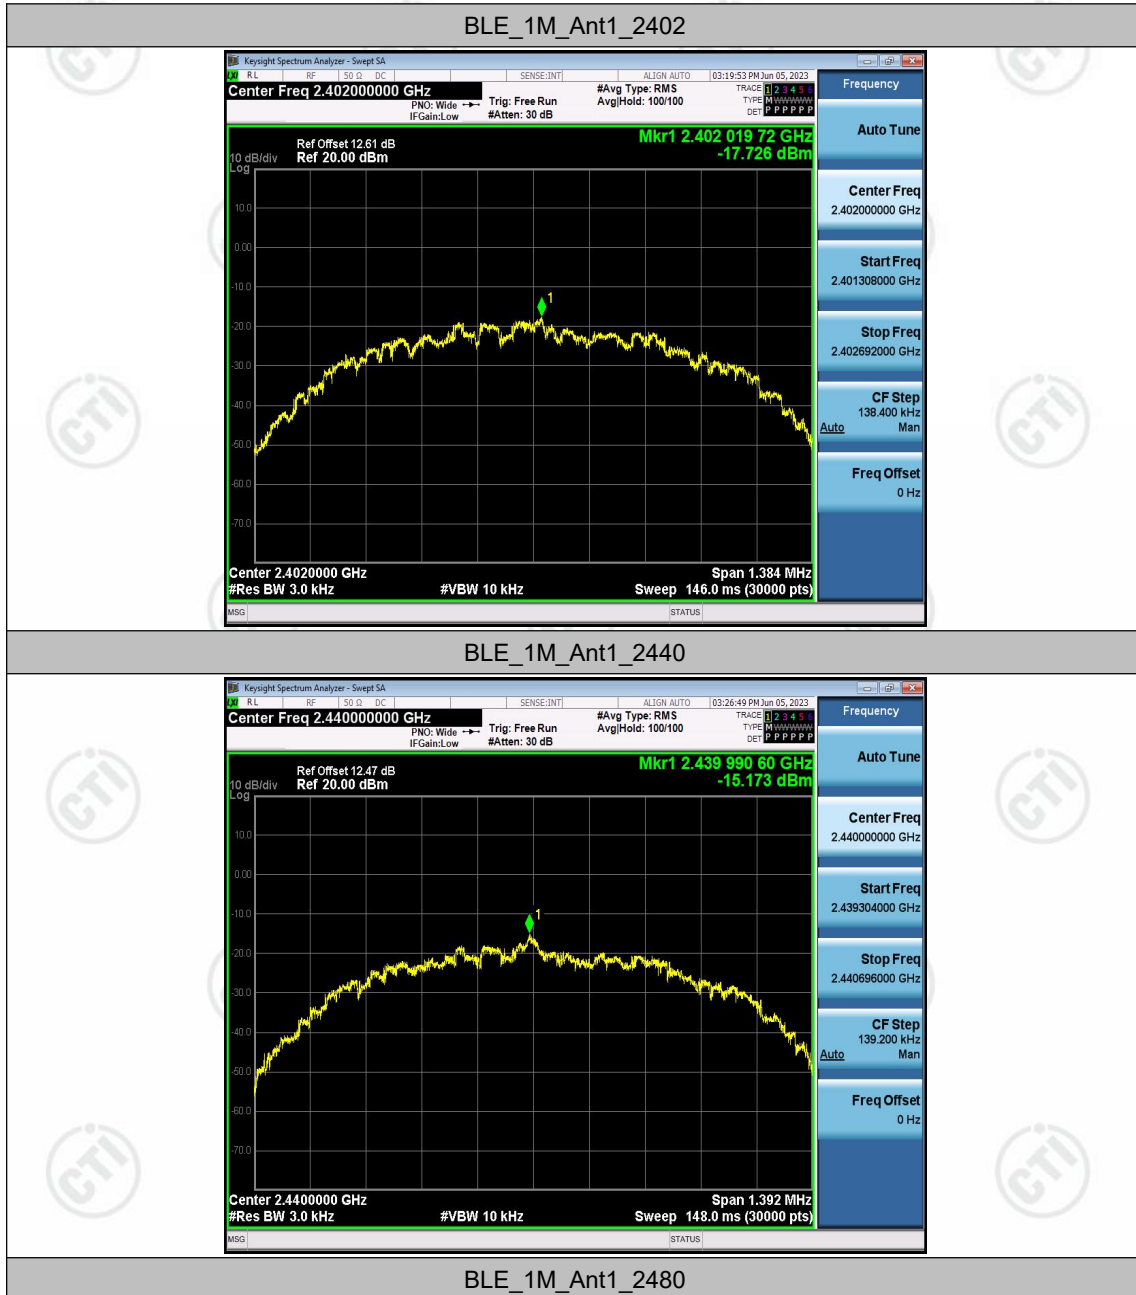 BLE_1M_Ant1_2402
Keysight Spectrum Analyzer - Swept SA
LXI RL RF 50 Ω DC SENSE:INT ALIGN AUTO 03:19:53 PM Jun 05, 2023
Center Freq 2.402000000 GHz #Avg Type: RMS TRACE 1 2 3 4 5 6
PNO: Wide Trig: Free Run Avg|Hold: 100/100 TYPE M WWWWW
IFGain:Low #Atten: 30 dB DET P P P P P P
Frequency
Auto Tune
Mkr1 2.402 019 72 GHz
-17.726 dBm
Ref Offset 12.61 dB
10 dB/div Ref 20.00 dBm
Log
10.0
0.00
-10.0
-20.0
-30.0
-40.0
-50.0
-60.0
-70.0
1
Center Freq
2.402000000 GHz
Start Freq
2.401308000 GHz
Stop Freq
2.402692000 GHz
CF Step
138.400 kHz
Auto Man
Freq Offset
0 Hz
Center 2.4020000 GHz Span 1.384 MHz
#Res BW 3.0 kHz #VBW 10 kHz Sweep 146.0 ms (30000 pts)
MSG STATUS
BLE_1M_Ant1_2440
Keysight Spectrum Analyzer - Swept SA
LXI RL RF 50 Ω DC SENSE:INT ALIGN AUTO 03:26:49 PM Jun 05, 2023
Center Freq 2.440000000 GHz #Avg Type: RMS TRACE 1 2 3 4 5 6
PNO: Wide Trig: Free Run Avg|Hold: 100/100 TYPE M WWWWW
IFGain:Low #Atten: 30 dB DET P P P P P P
Frequency
Auto Tune
Mkr1 2.439 990 60 GHz
-15.173 dBm
Ref Offset 12.47 dB
10 dB/div Ref 20.00 dBm
Log
10.0
0.00
-10.0
-20.0
-30.0
-40.0
-50.0
-60.0
-70.0
1
Center Freq
2.440000000 GHz
Start Freq
2.439304000 GHz
Stop Freq
2.440696000 GHz
CF Step
139.200 kHz
Auto Man
Freq Offset
0 Hz
Center 2.4400000 GHz Span 1.392 MHz
#Res BW 3.0 kHz #VBW 10 kHz Sweep 148.0 ms (30000 pts)
MSG STATUS
BLE_1M_Ant1_2480
CTI
CTI
CTI
CTI
CTI
CTI